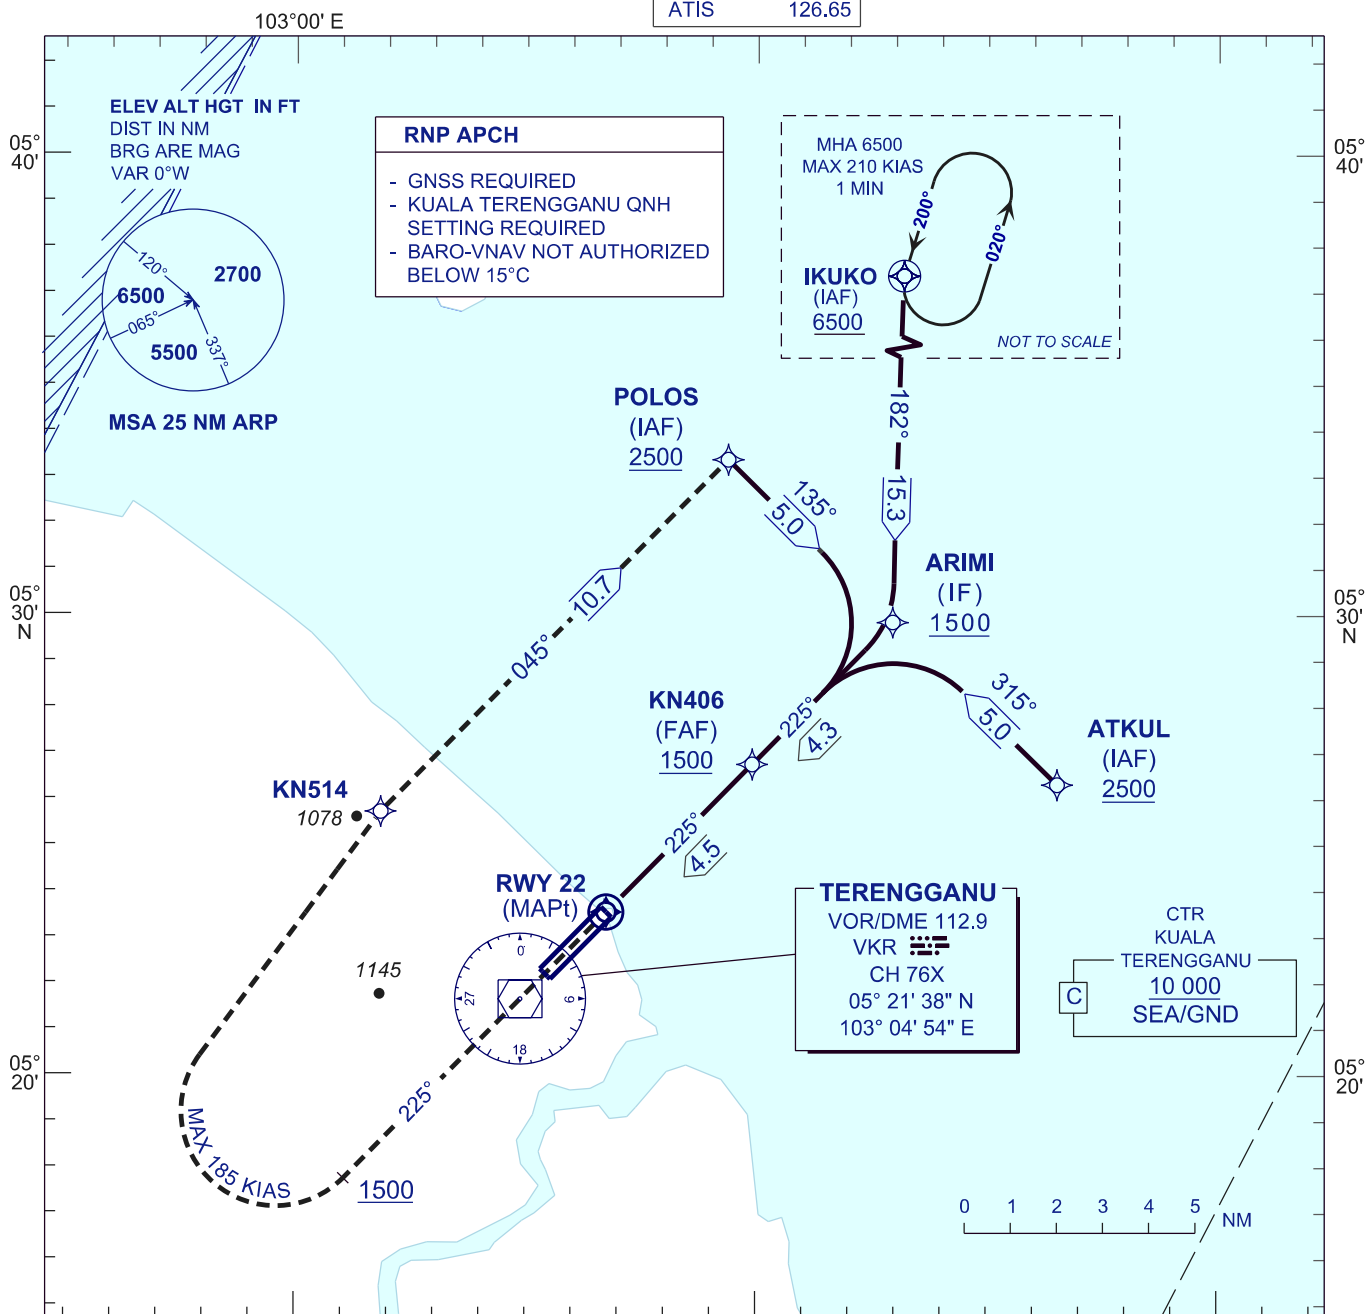 ATIS 126.65
103°00' E
ELEV ALT HGT IN FT
DIST IN NM
BRG ARE MAG
VAR 0°W
05°
40'
05°
40'
RNP APCH
- GNSS REQUIRED
- KUALA TERENGGANU QNH
SETTING REQUIRED
- BARO-VNAV NOT AUTHORIZED
BELOW 15°C
MHA 6500
MAX 210 KIAS
1 MIN
200°
020°
IKUKO
(IAF)
6500
NOT TO SCALE
120°
2700
6500
065°
5500
337°
MSA 25 NM ARP
POLOS
(IAF)
2500
182°
15.3
135°
5.0
ARIMI
(IF)
1500
05°
30'
N
05°
30'
N
10.7
045°
KN406
(FAF)
1500
225°
4.3
315°
5.0
ATKUL
(IAF)
2500
KN514
1078
225°
4.5
RWY 22
(MAPt)
TERENGGANU
VOR/DME 112.9
VKR
CH 76X
05° 21' 38" N
103° 04' 54" E
CTR
KUALA
TERENGGANU
10 000
SEA/GND
C
1145
0
27
9
18
05°
20'
05°
20'
225°
MAX 185 KIAS
1500
0 1 2 3 4 5
NM